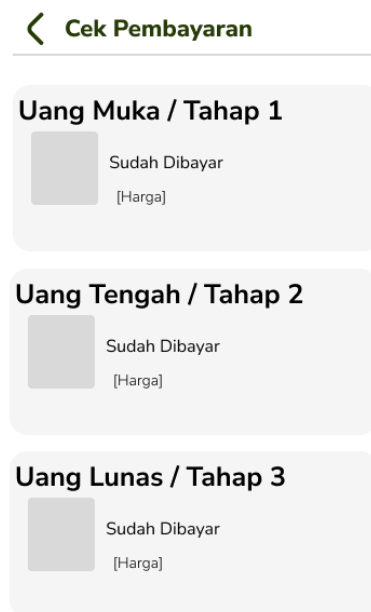 Cek Pembayaran
Uang Muka / Tahap 1
Sudah Dibayar
[Harga]
Uang Tengah / Tahap 2
Sudah Dibayar
[Harga]
Uang Lunas / Tahap 3
Sudah Dibayar
[Harga]